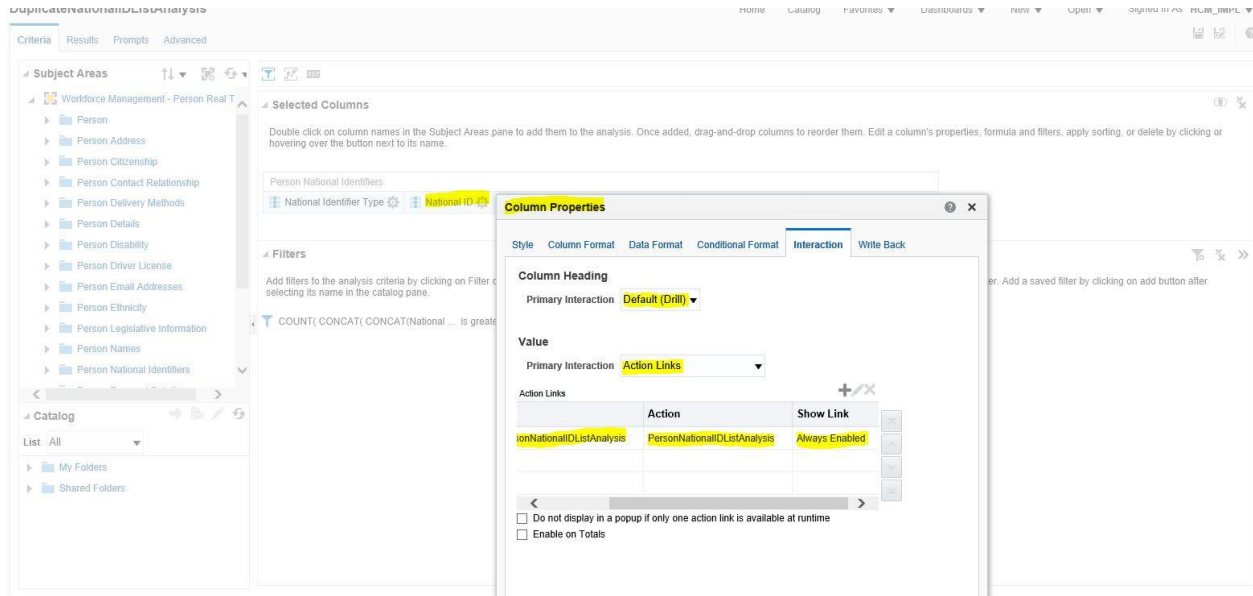 DuplicateNationalIDListAnalysis
Home Catalog Favorites Dashboards New Open Signed In As HCM_IMPL
Criteria Results Prompts Advanced
Subject Areas
Workforce Management - Person Real T
Person
Person Address
Person Citizenship
Person Contact Relationship
Person Delivery Methods
Person Details
Person Disability
Person Driver License
Person Email Addresses
Person Ethnicity
Person Legislative Information
Person Names
Person National Identifiers
Catalog
List All
My Folders
Shared Folders
Selected Columns
Double click on column names in the Subject Areas pane to add them to the analysis. Once added, drag-and-drop columns to reorder them. Edit a column's properties, formula and filters, apply sorting, or delete by clicking or
hovering over the button next to its name.
Person National Identifiers
National Identifier Type National ID
Filters
Add filters to the analysis criteria by clicking on Filter
er. Add a saved filter by clicking on add button after
selecting its name in the catalog pane.
COUNT( CONCAT( CONCAT(National ... is greate
Column Properties
Style Column Format Data Format Conditional Format Interaction Write Back
Column Heading
Primary Interaction Default (Drill)
Value
Primary Interaction Action Links
Action Links
Action Show Link
sonNationalIDListAnalysis PersonNationalIDListAnalysis Always Enabled
Do not display in a popup if only one action link is available at runtime
Enable on Totals